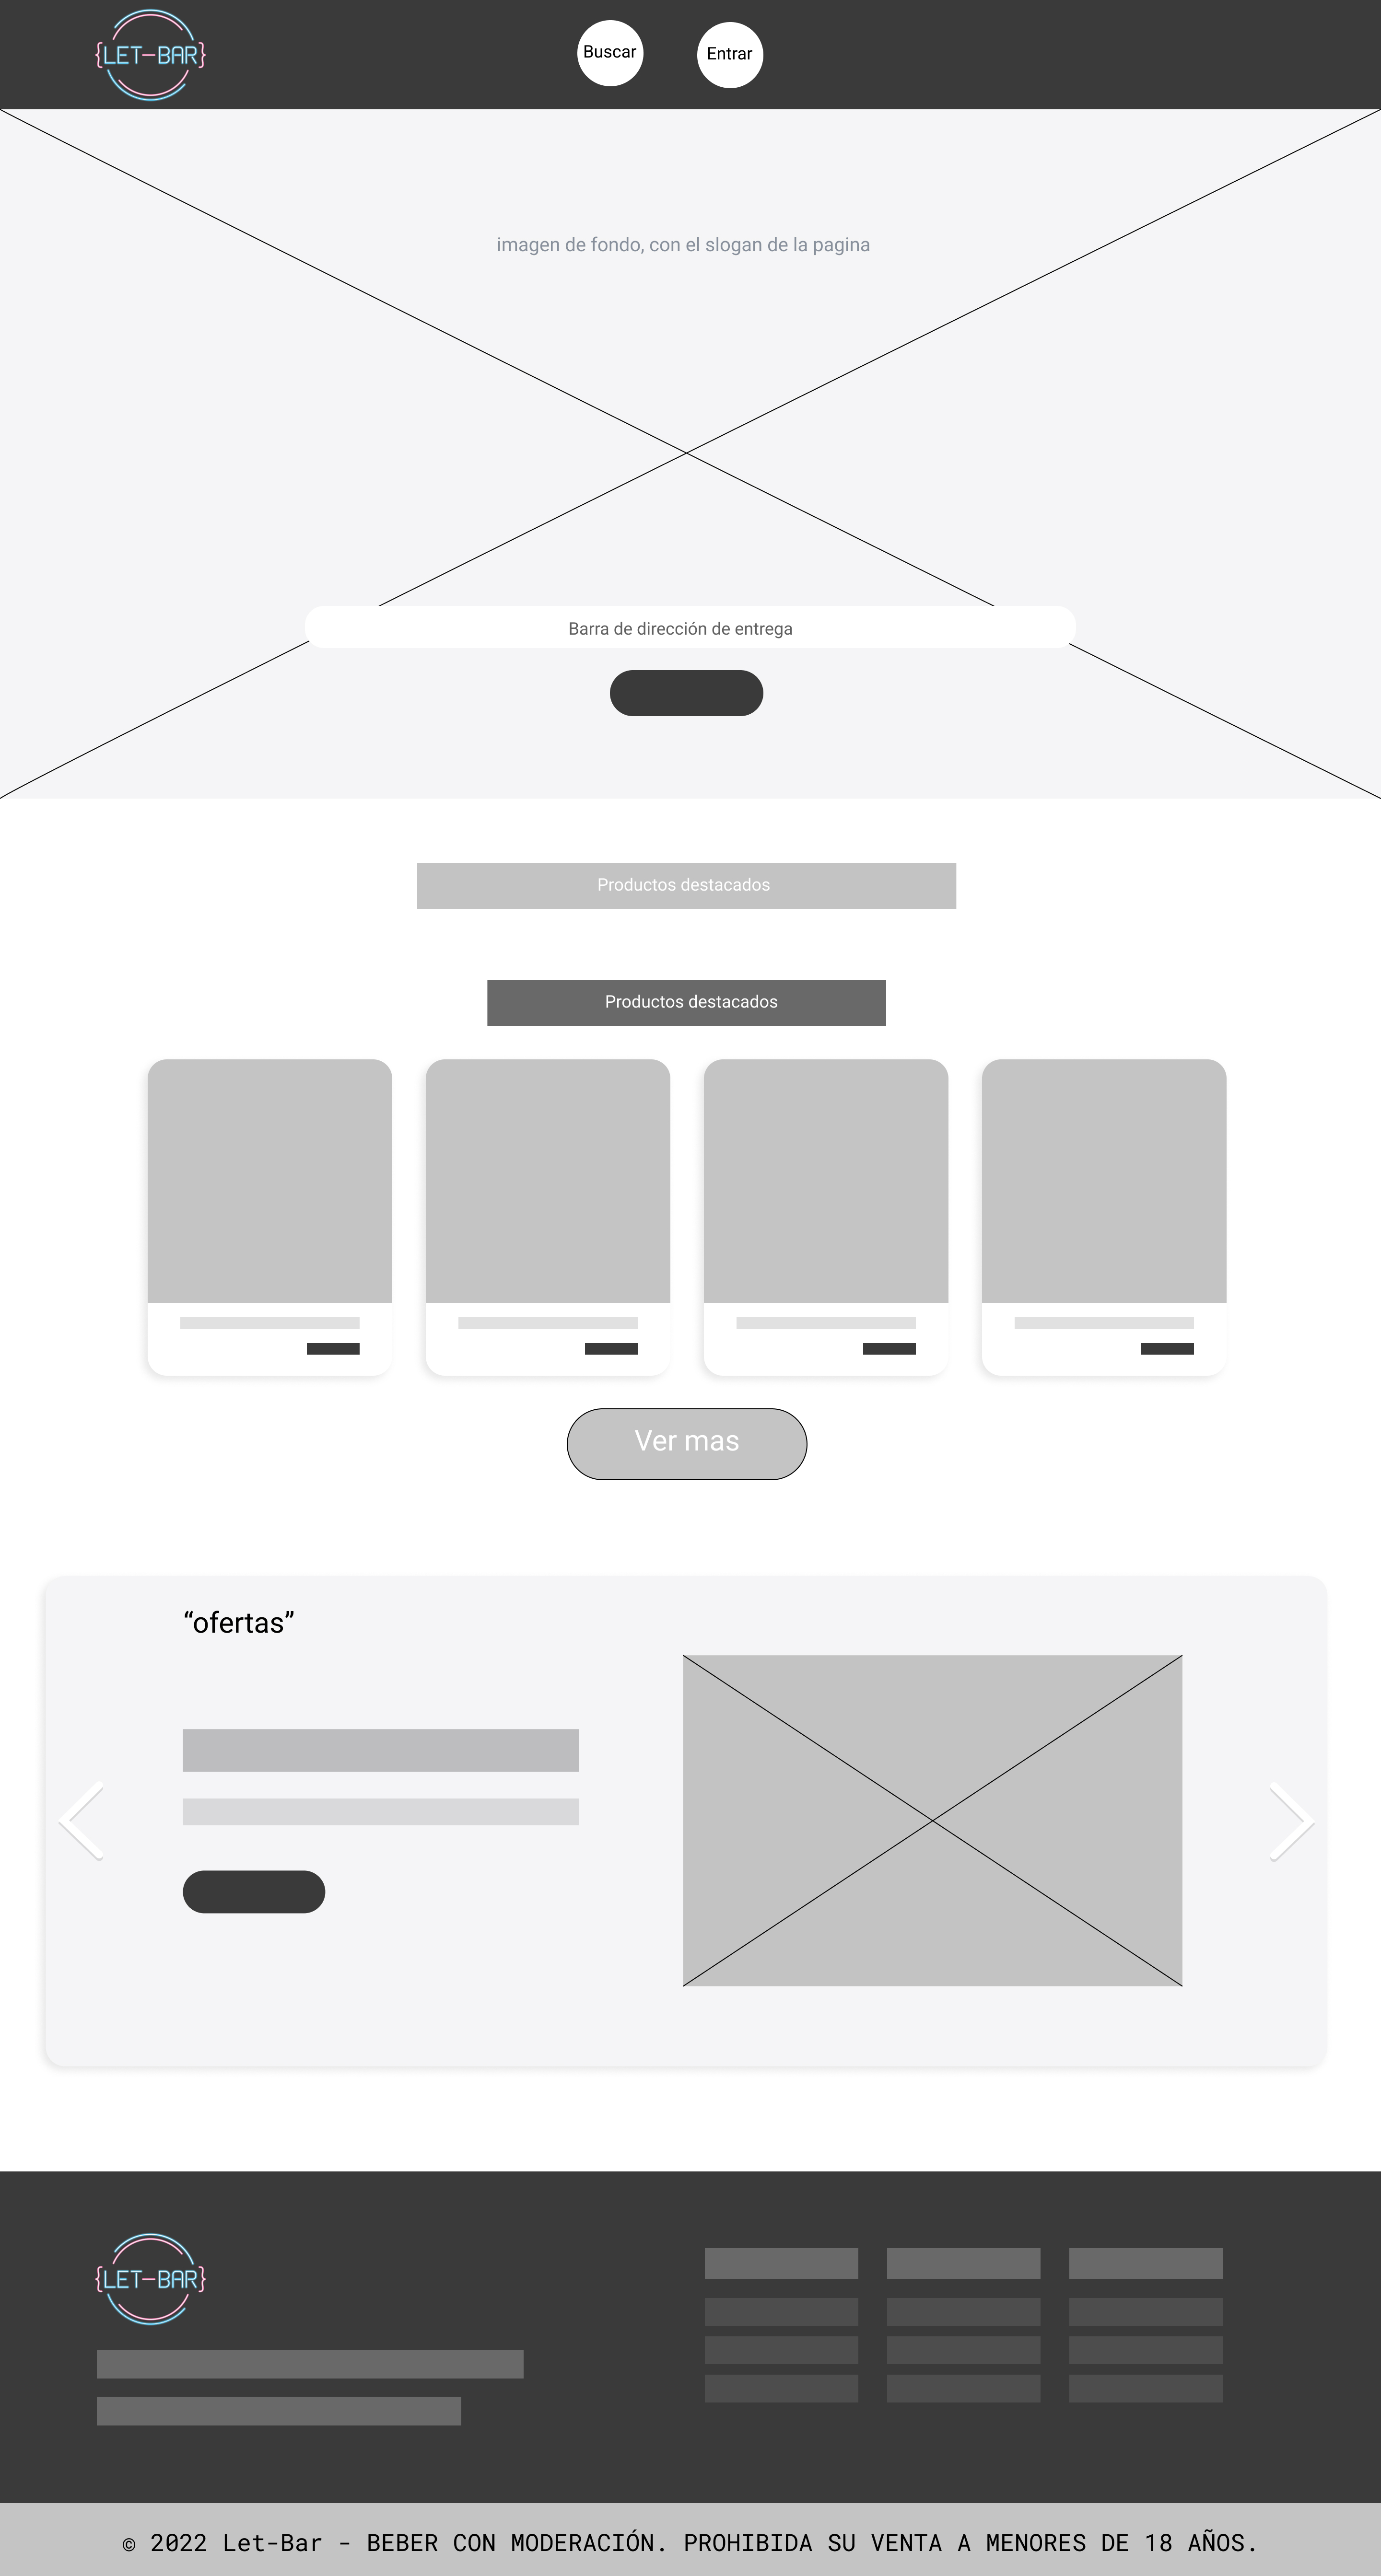 {LET-BAR}
Buscar
Entrar
imagen de fondo, con el slogan de la pagina
Barra de dirección de entrega
Productos destacados
Productos destacados
Ver mas
“ofertas”
{LET-BAR}
© 2022 Let-Bar - BEBER CON MODERACIÓN. PROHIBIDA SU VENTA A MENORES DE 18 AÑOS.